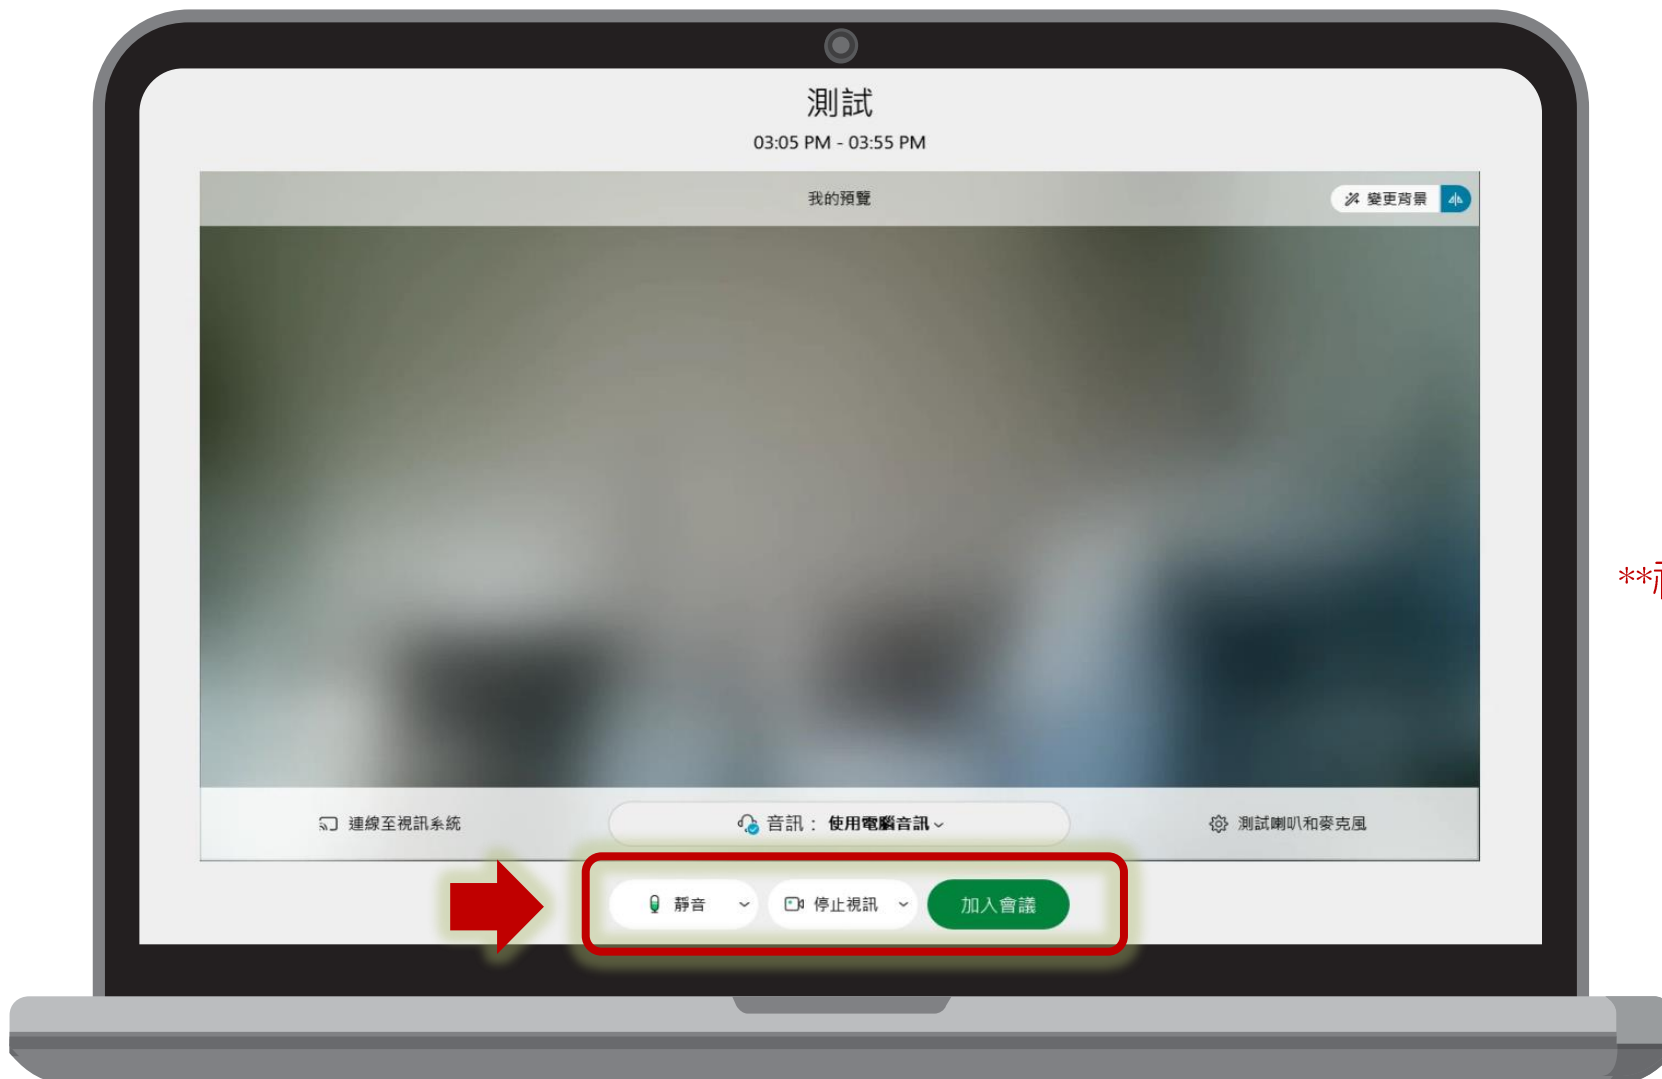 測試
03:05 PM - 03:55 PM
我的預覽
變更背景
連線至視訊系統
音訊： 使用電腦音訊
測試喇叭和麥克風
靜音
停止視訊
加入會議
**